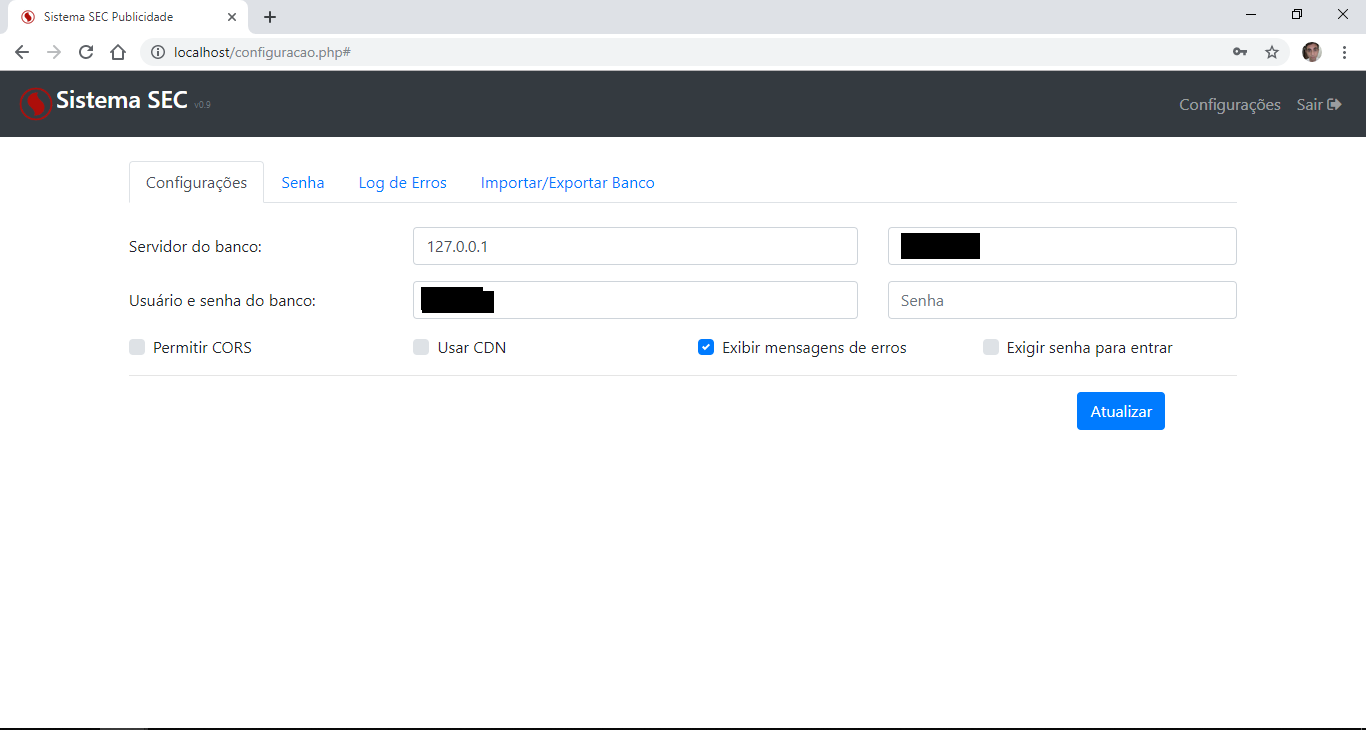 Sistema SEC Publicidade
localhost/configuracao.php#
Sistema SEC v0.9
Configurações Sair
Configurações Senha Log de Erros Importar/Exportar Banco
Servidor do banco: 127.0.0.1
Usuário e senha do banco: Senha
Permitir CORS Usar CDN Exibir mensagens de erros Exigir senha para entrar
Atualizar